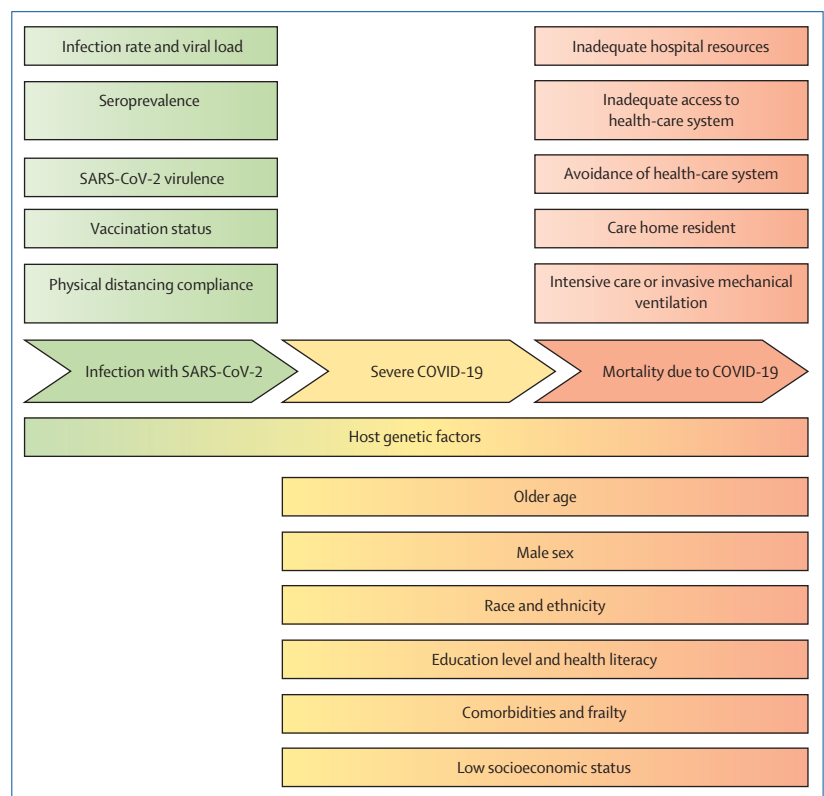 Infection rate and viral load
Seroprevalence
SARS-CoV-2 virulence
Vaccination status
Physical distancing compliance
Inadequate hospital resources
Inadequate access to
health-care system
Avoidance of health-care system
Care home resident
Intensive care or invasive mechanical
ventilation
Infection with SARS-CoV-2
Severe COVID-19
Mortality due to COVID-19
Host genetic factors
Older age
Male sex
Race and ethnicity
Education level and health literacy
Comorbidities and frailty
Low socioeconomic status